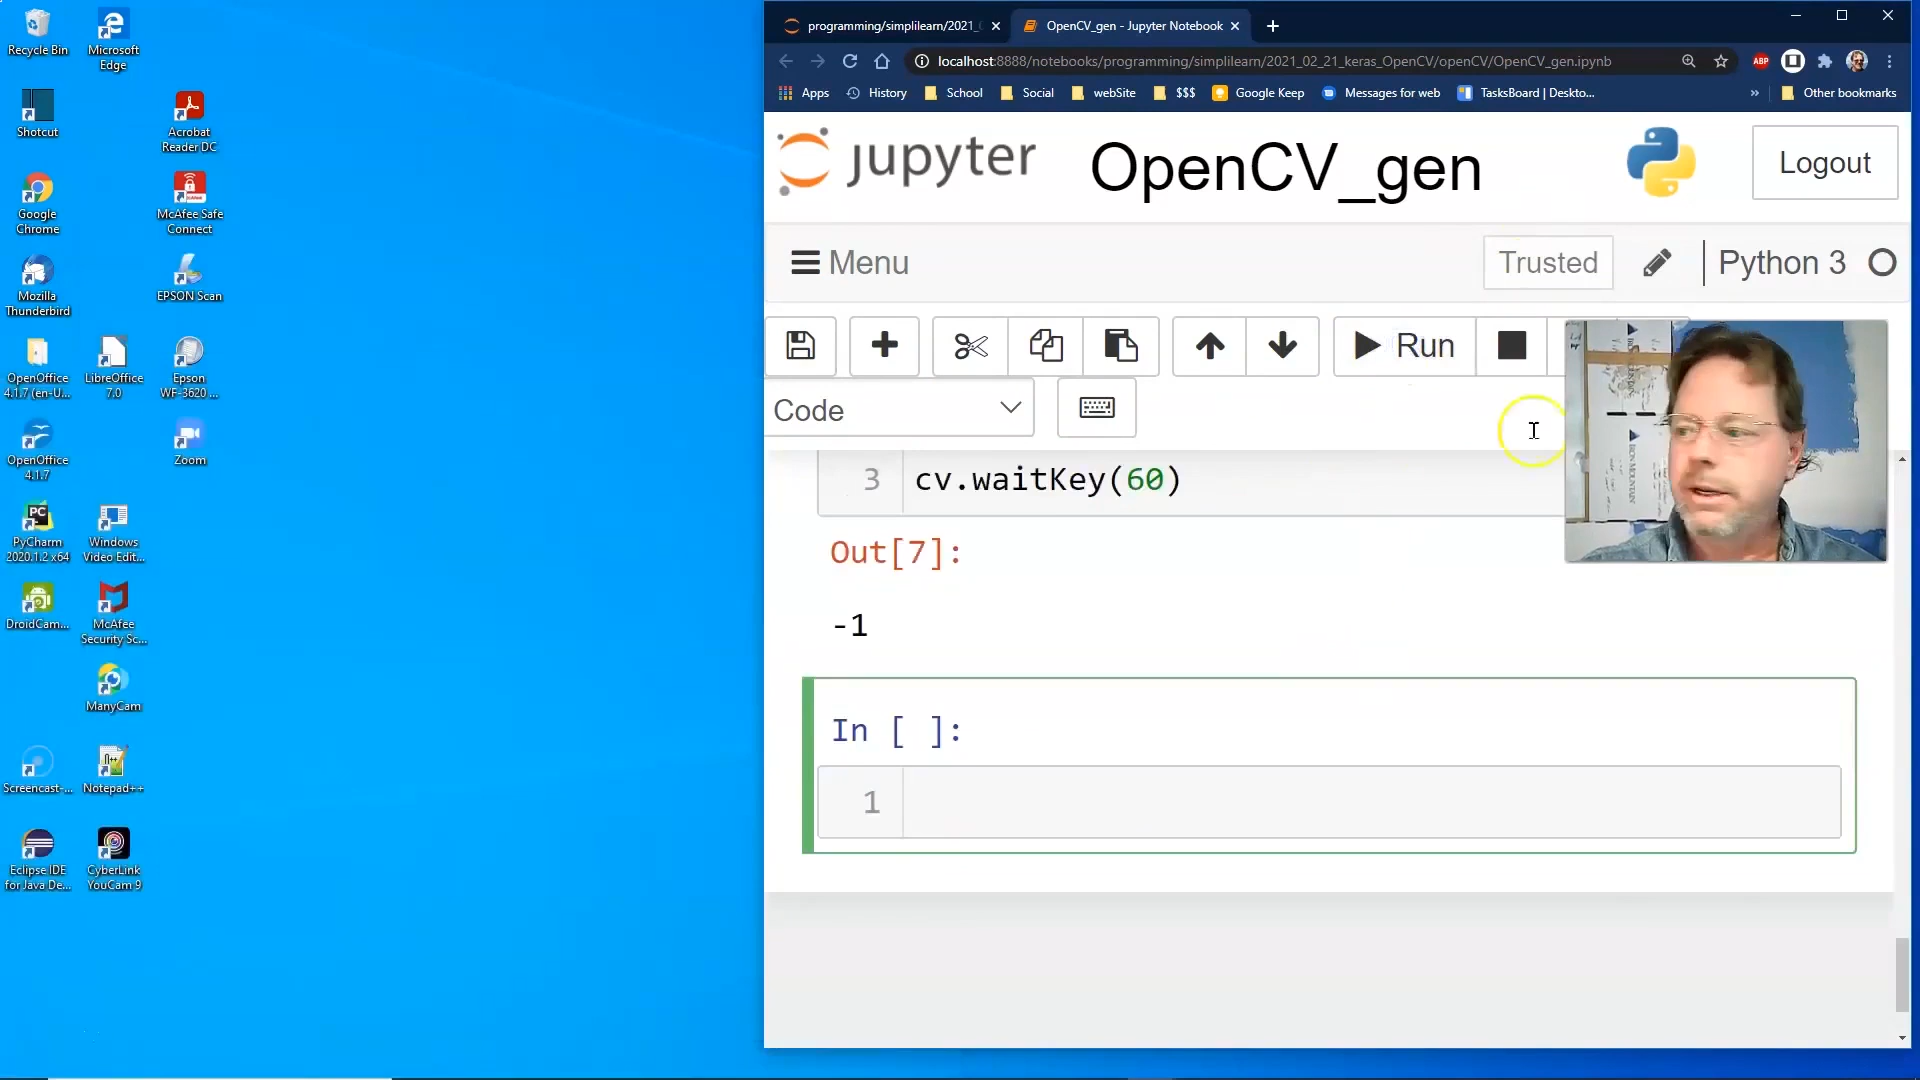 Recycle Bin
Microsoft
Edge
Shotcut
Acrobat
Reader DC
Google
Chrome
McAfee Safe
Connect
Mozilla
Thunderbird
EPSON Scan
OpenOffice
4.1.7 (en-U...
LibreOffice
7.0
Epson
WF-3620 ...
OpenOffice
4.1.7
Zoom
PC
PyCharm
2020.1.2 x64
Windows
Video Edit...
DroidCam...
McAfee
Security Sc...
ManyCam
Screencast-...
Notepad++
Eclipse IDE
for Java De...
CyberLink
YouCam 9
programming/simplilearn/2021_
OpenCV_gen - Jupyter Notebook
localhost:8888/notebooks/programming/simplilearn/2021_02_21_keras_OpenCV/openCV/OpenCV_gen.ipynb
ABP
Apps
History
School
Social
webSite
$$$
Google Keep
Messages for web
TasksBoard | Deskto...
»
Other bookmarks
jupyter
OpenCV_gen
Logout
Menu
Trusted
Python 3
Run
Code
3 cv.waitKey(60)
Out[7]:
-1
In [ ]:
1